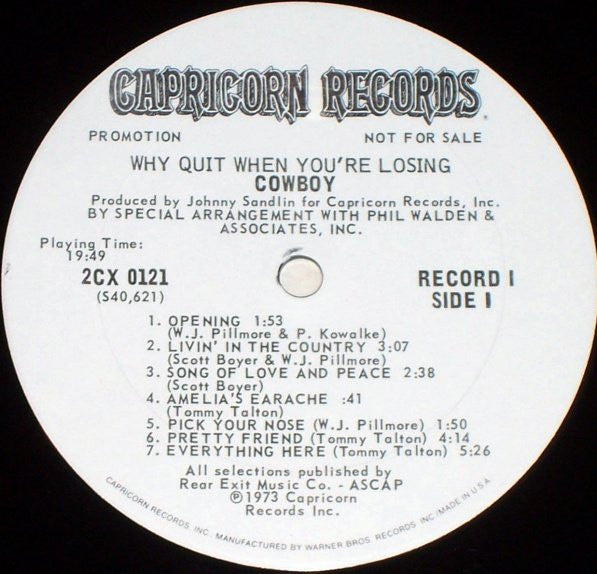 CAPRICORN RECORDS
PROMOTION NOT FOR SALE
WHY QUIT WHEN YOU'RE LOSING
COWBOY
Produced by Johnny Sandlin for Capricorn Records, Inc.
BY SPECIAL ARRANGEMENT WITH PHIL WALDEN &
ASSOCIATES, INC.
Playing Time:
19:49
2CX 0121 RECORD I
(S40,621) SIDE I
1. OPENING 1:53
(W.J. Pillmore & P. Kowalke)
2. LIVIN' IN THE COUNTRY 3:07
(Scott Boyer & W.J. Pillmore)
3. SONG OF LOVE AND PEACE 2:38
(Scott Boyer)
4. AMELIA'S EARACHE :41
(Tommy Talton)
5. PICK YOUR NOSE (W.J. Pillmore) 1:50
6. PRETTY FRIEND (Tommy Talton) 4:14
7. EVERYTHING HERE (Tommy Talton) 5:26
All selections published by
Rear Exit Music Co. - ASCAP
℗1973 Capricorn
Records Inc.
CAPRICORN RECORDS, INC. MANUFACTURED BY WARNER BROS. RECORDS INC./MADE IN U.S.A.